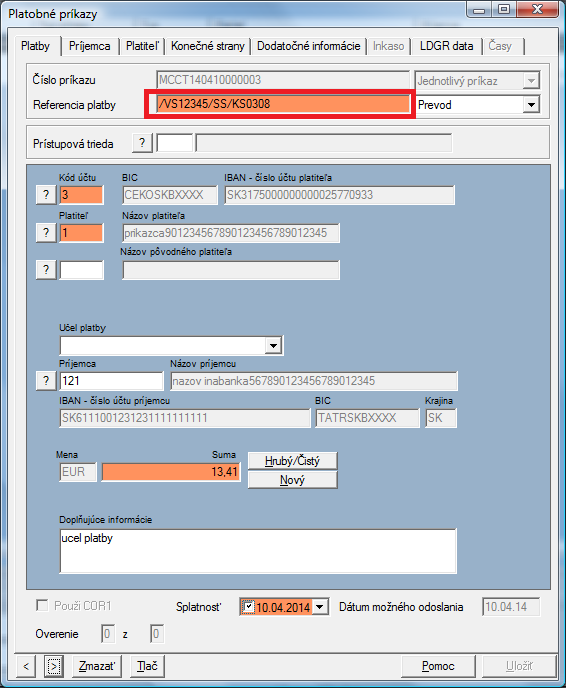 Platobné príkazy
Platby Príjemca Platiteľ Konečné strany Dodatočné informácie Inkaso LDGR data Časy
Číslo príkazu MCCT140410000003 Jednotlivý príkaz
Referencia platby /VS12345/SS/KS0308 Prevod
Prístupová trieda ?
Kód účtu BIC IBAN - číslo účtu platiteľa
? 3 CEKOSKBXXXX SK3175000000000025770933
Platiteľ Názov platiteľa
? 1 prikazca901234567890123456789012345
Názov pôvodného platiteľa
?
Učel platby
Príjemca Názov príjemcu
? 121 nazov inabanka567890123456789012345
IBAN - číslo účtu príjemcu BIC Krajina
SK6111001231231111111111 TATRSKBXXXX SK
Mena Suma
EUR 13,41 Hrubý/Čistý
Nový
Doplňujúce informácie
ucel platby
Použi COR1 Splatnosť 10.04.2014 Dátum možného odoslania 10.04.14
Overenie 0 z 0
< > Zmazať Tlač Pomoc Uložiť